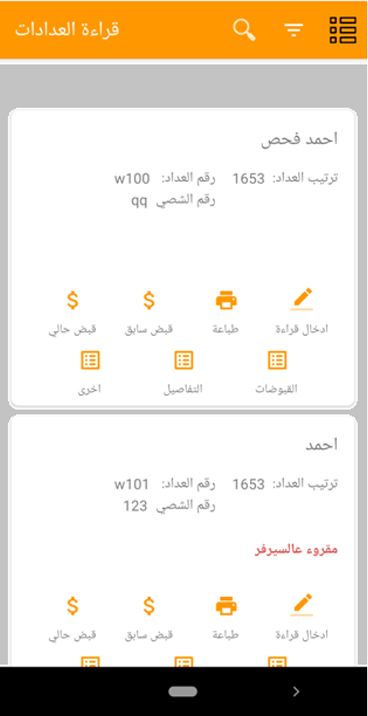 قراءة العدادات
احمد فحص
ترتيب العداد: 1653 رقم العداد: w100
رقم الشصي qq
ادخال قراءة طباعة قبض سابق قبض حالي
القبوضات التفاصيل اخرى
احمد
ترتيب العداد: 1653 رقم العداد: w101
رقم الشصي 123
مقروء عالسيرفر
ادخال قراءة طباعة قبض سابق قبض حالي